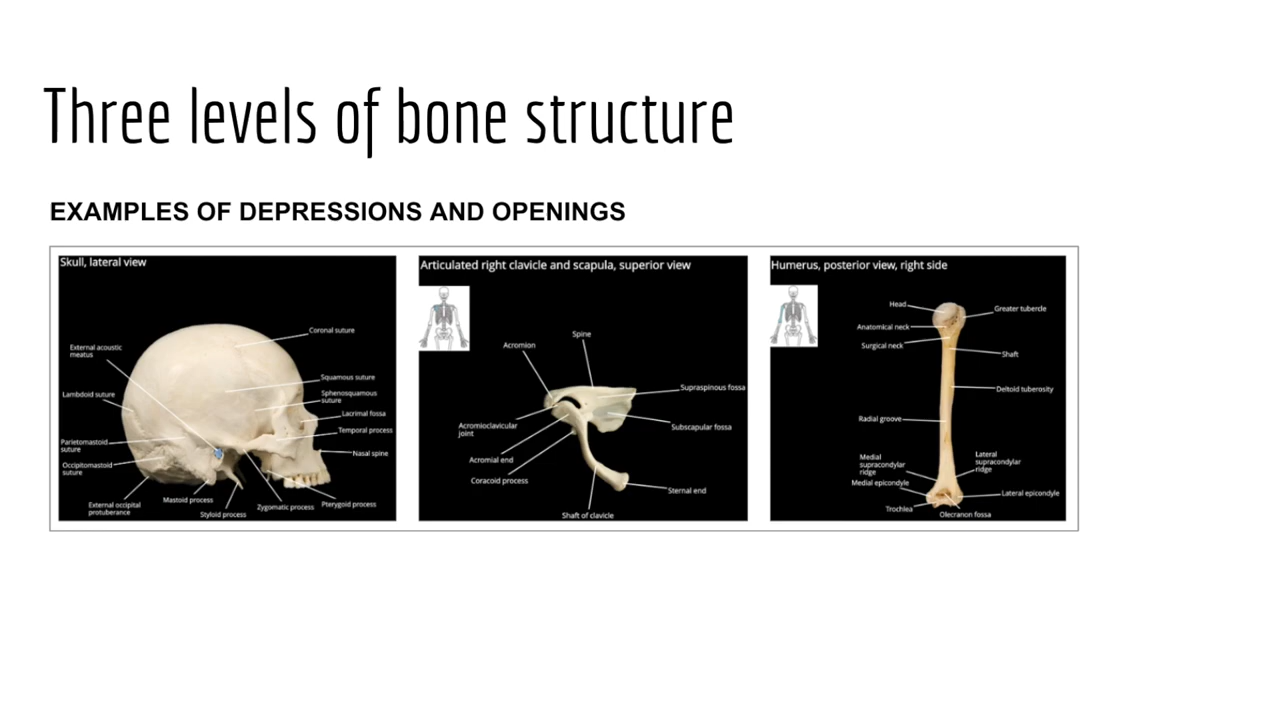 Three levels of bone structure
EXAMPLES OF DEPRESSIONS AND OPENINGS
Skull, lateral view
Coronal suture
External acoustic
meatus
Squamous suture
Sphenosquamous
suture
Lambdoid suture
Lacrimal fossa
Temporal process
Parietomastoid
suture
Nasal spine
Occipitomastoid
suture
External occipital
protuberance
Mastoid process
Styloid process
Zygomatic process
Pterygoid process
Articulated right clavicle and scapula, superior view
Spine
Acromion
Supraspinous fossa
Acromioclavicular
joint
Subscapular fossa
Acromial end
Coracoid process
Sternal end
Shaft of clavicle
Humerus, posterior view, right side
Head
Greater tubercle
Anatomical neck
Surgical neck
Shaft
Deltoid tuberosity
Radial groove
Medial
supracondylar
ridge
Lateral
supracondylar
ridge
Medial epicondyle
Lateral epicondyle
Trochlea
Olecranon fossa